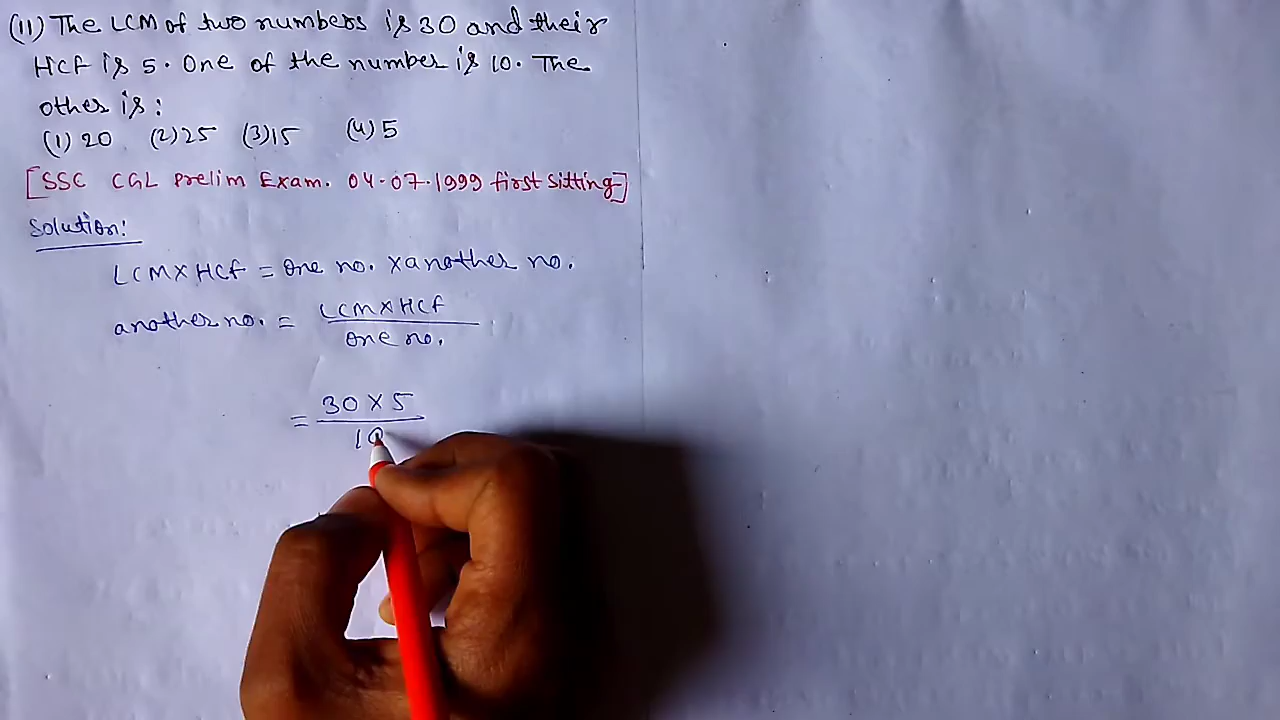 (11) The LCM of two numbers is 30 and their
HCF is 5. One of the number is 10. The
other is:
(1) 20 (2) 25 (3) 15 (4) 5
[SSC CGL Prelim Exam. 04.07.1999 first Sitting]
Solution:
LCM×HCF = one no. × another no.
another no. = LCM×HCF
one no.
= 30 × 5
10